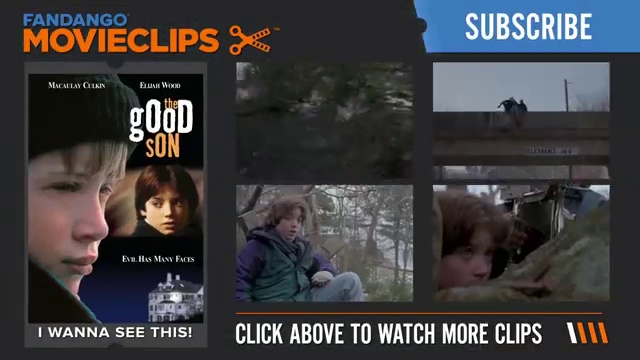 FANDANGO
MOVIECLIPS
SUBSCRIBE
MACAULAY CULKIN ELIJAH WOOD
the
gOOD
sON
EVIL HAS MANY FACES
I WANNA SEE THIS!
CLICK ABOVE TO WATCH MORE CLIPS